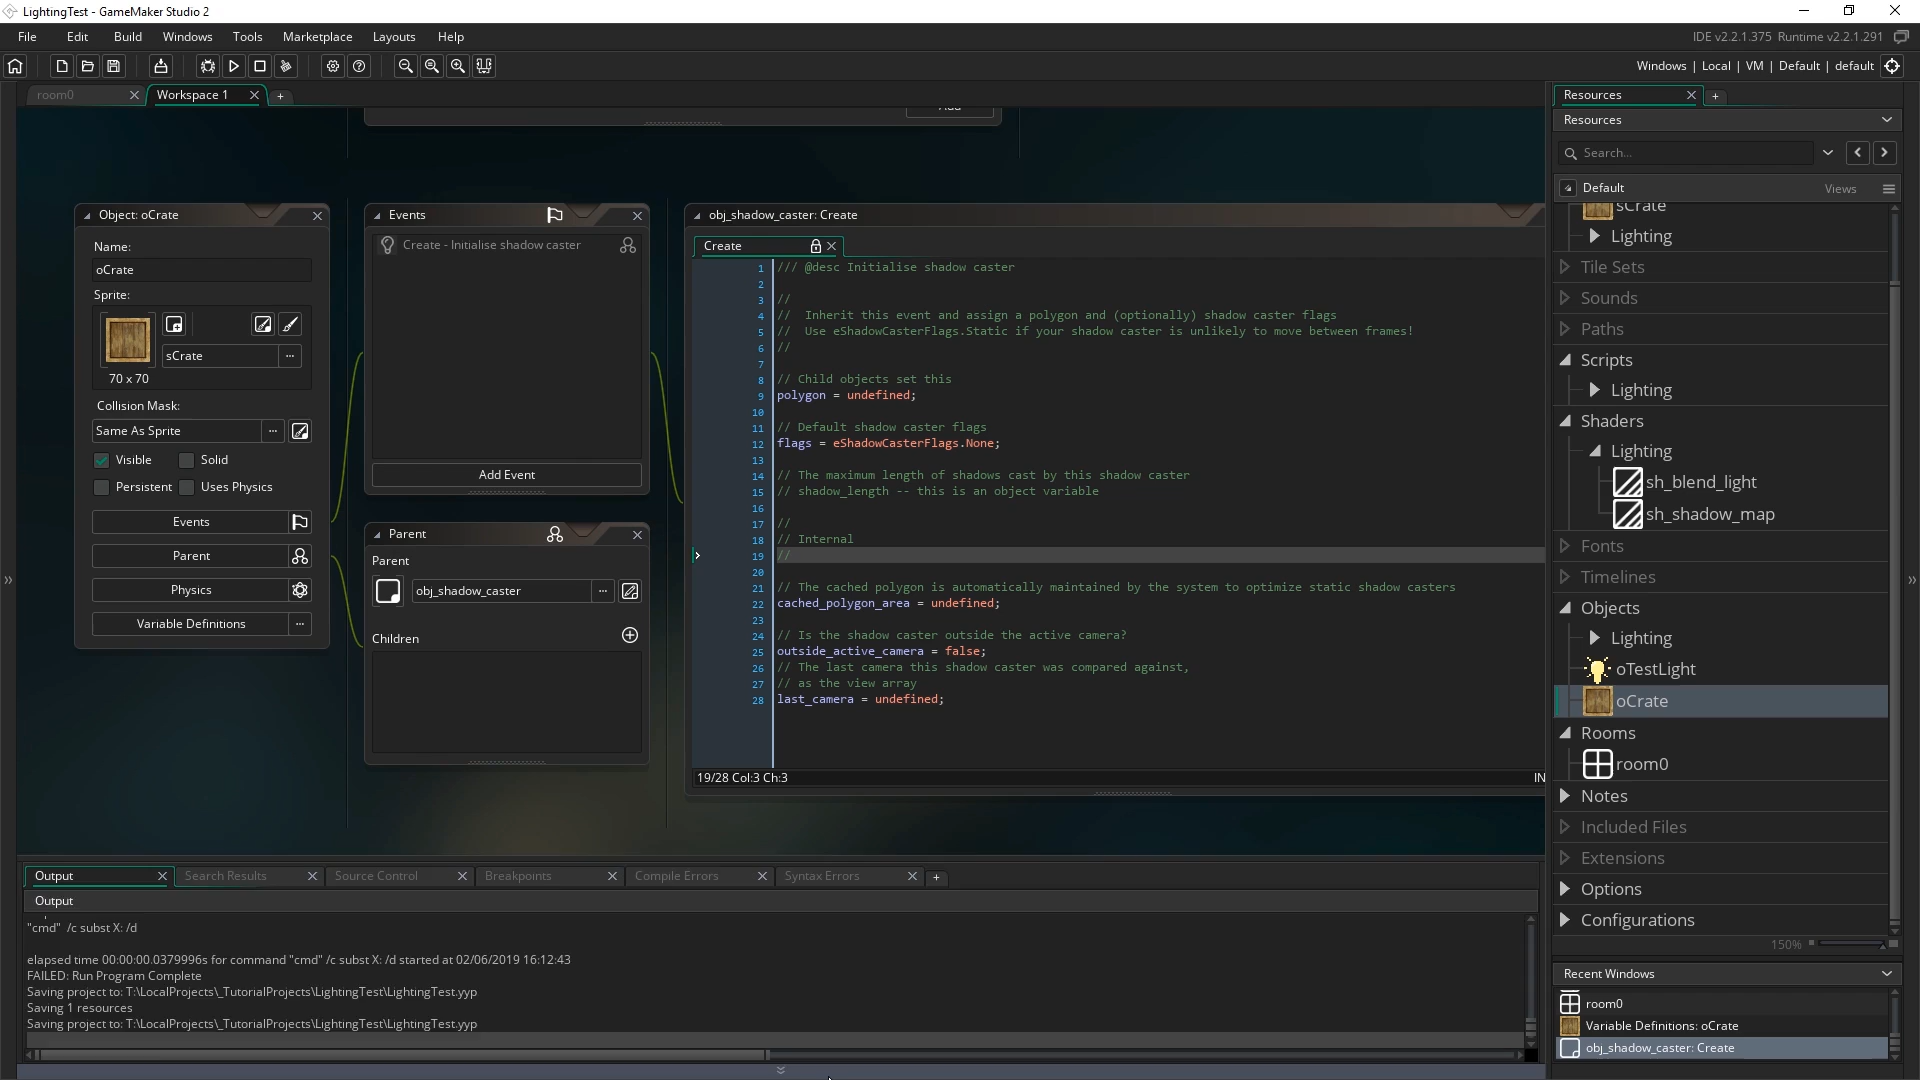 LightingTest - GameMaker Studio 2
File Edit Build Windows Tools Marketplace Layouts Help
IDE v2.2.1.375 Runtime v2.2.1.291
Windows | Local | VM | Default | default
room0
Workspace 1
Object: oCrate
Name:
oCrate
Sprite:
sCrate
70 x 70
Collision Mask:
Same As Sprite
Visible
Solid
Persistent
Uses Physics
Events
Parent
Physics
Variable Definitions
Events
Create - Initialise shadow caster
Add Event
Parent
Parent
obj_shadow_caster
Children
obj_shadow_caster: Create
Create
1 /// @desc Initialise shadow caster
2
3 //
4 //  Inherit this event and assign a polygon and (optionally) shadow caster flags
5 //  Use eShadowCasterFlags.Static if your shadow caster is unlikely to move between frames!
6 //
7
8 // Child objects set this
9 polygon = undefined;
10
11 // Default shadow caster flags
12 flags = eShadowCasterFlags.None;
13
14 // The maximum length of shadows cast by this shadow caster
15 // shadow_length -- this is an object variable
16
17 //
18 // Internal
19 //
20
21 // The cached polygon is automatically maintained by the system to optimize static shadow casters
22 cached_polygon_area = undefined;
23
24 // Is the shadow caster outside the active camera?
25 outside_active_camera = false;
26 // The last camera this shadow caster was compared against,
27 // as the view array
28 last_camera = undefined;
19/28 Col:3 Ch:3
IN
Output
Search Results
Source Control
Breakpoints
Compile Errors
Syntax Errors
Output
"cmd"  /c subst X: /d
elapsed time 00:00:00.0379996s for command "cmd" /c subst X: /d started at 02/06/2019 16:12:43
FAILED: Run Program Complete
Saving project to: T:\LocalProjects\_TutorialProjects\LightingTest\LightingTest.yyp
Saving 1 resources
Saving project to: T:\LocalProjects\_TutorialProjects\LightingTest\LightingTest.yyp
Resources
Resources
Search...
Default
Views
sCrate
Lighting
Tile Sets
Sounds
Paths
Scripts
Lighting
Shaders
Lighting
sh_blend_light
sh_shadow_map
Fonts
Timelines
Objects
Lighting
oTestLight
oCrate
Rooms
room0
Notes
Included Files
Extensions
Options
Configurations
150%
Recent Windows
room0
Variable Definitions: oCrate
obj_shadow_caster: Create